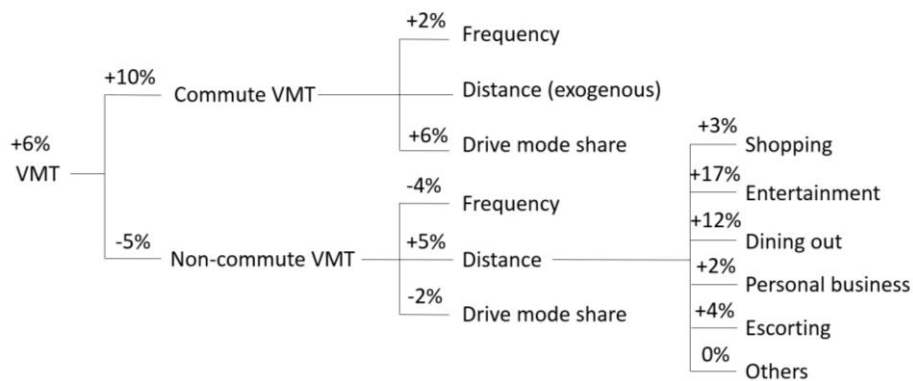 +6%
VMT
+10%
Commute VMT
+2%
Frequency
Distance (exogenous)
+6%
Drive mode share
-5%
Non-commute VMT
-4%
Frequency
+5%
Distance
-2%
Drive mode share
+3%
Shopping
+17%
Entertainment
+12%
Dining out
+2%
Personal business
+4%
Escorting
0%
Others